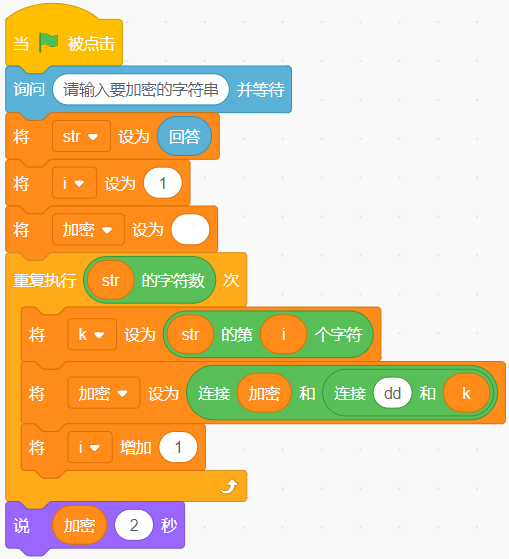 当 被点击
询问 请输入要加密的字符串 并等待
将 str 设为 回答
将 i 设为 1
将 加密 设为
重复执行 str 的字符数 次
将 k 设为 str 的第 i 个字符
将 加密 设为 连接 加密 和 连接 dd 和 k
将 i 增加 1
说 加密 2 秒